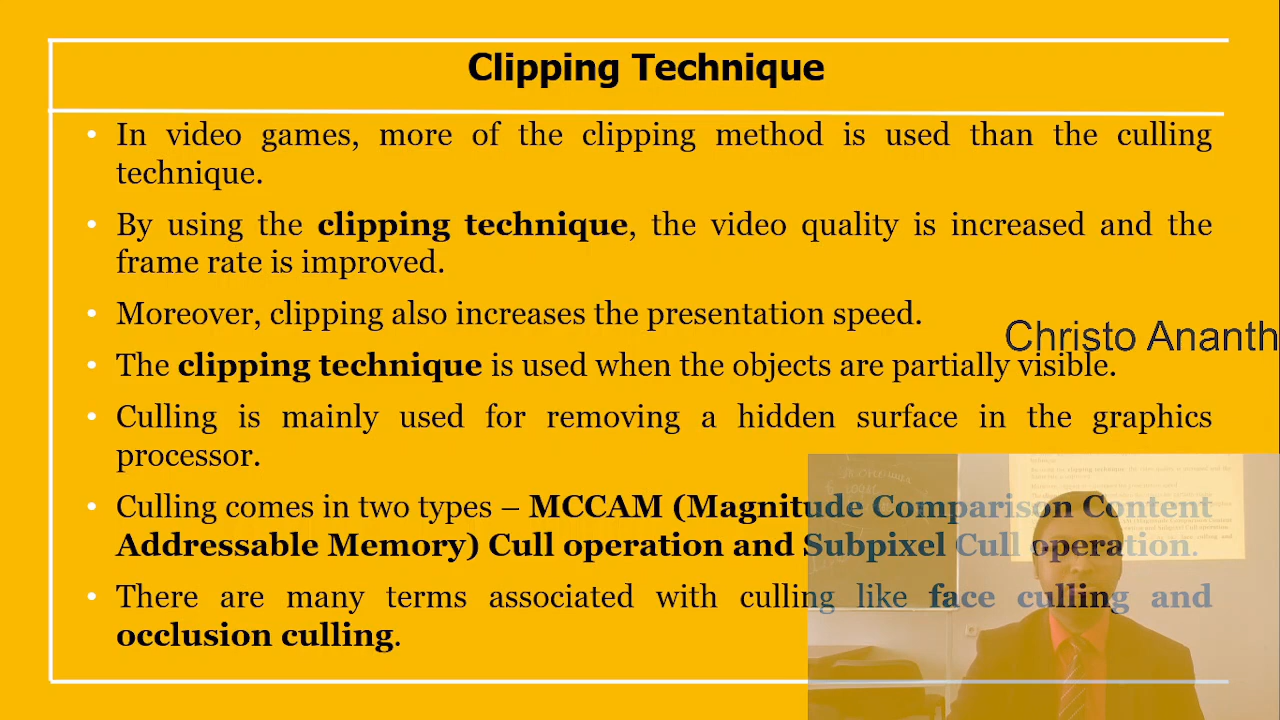 Clipping Technique
• In video games, more of the clipping method is used than the culling
technique.
• By using the clipping technique, the video quality is increased and the
frame rate is improved.
• Moreover, clipping also increases the presentation speed.
Christo Ananth
• The clipping technique is used when the objects are partially visible.
• Culling is mainly used for removing a hidden surface in the graphics
processor.
• Culling comes in two types – MCCAM (Magnitude Comparison Content
Addressable Memory) Cull operation and Subpixel Cull operation.
• There are many terms associated with culling like face culling and
occlusion culling.